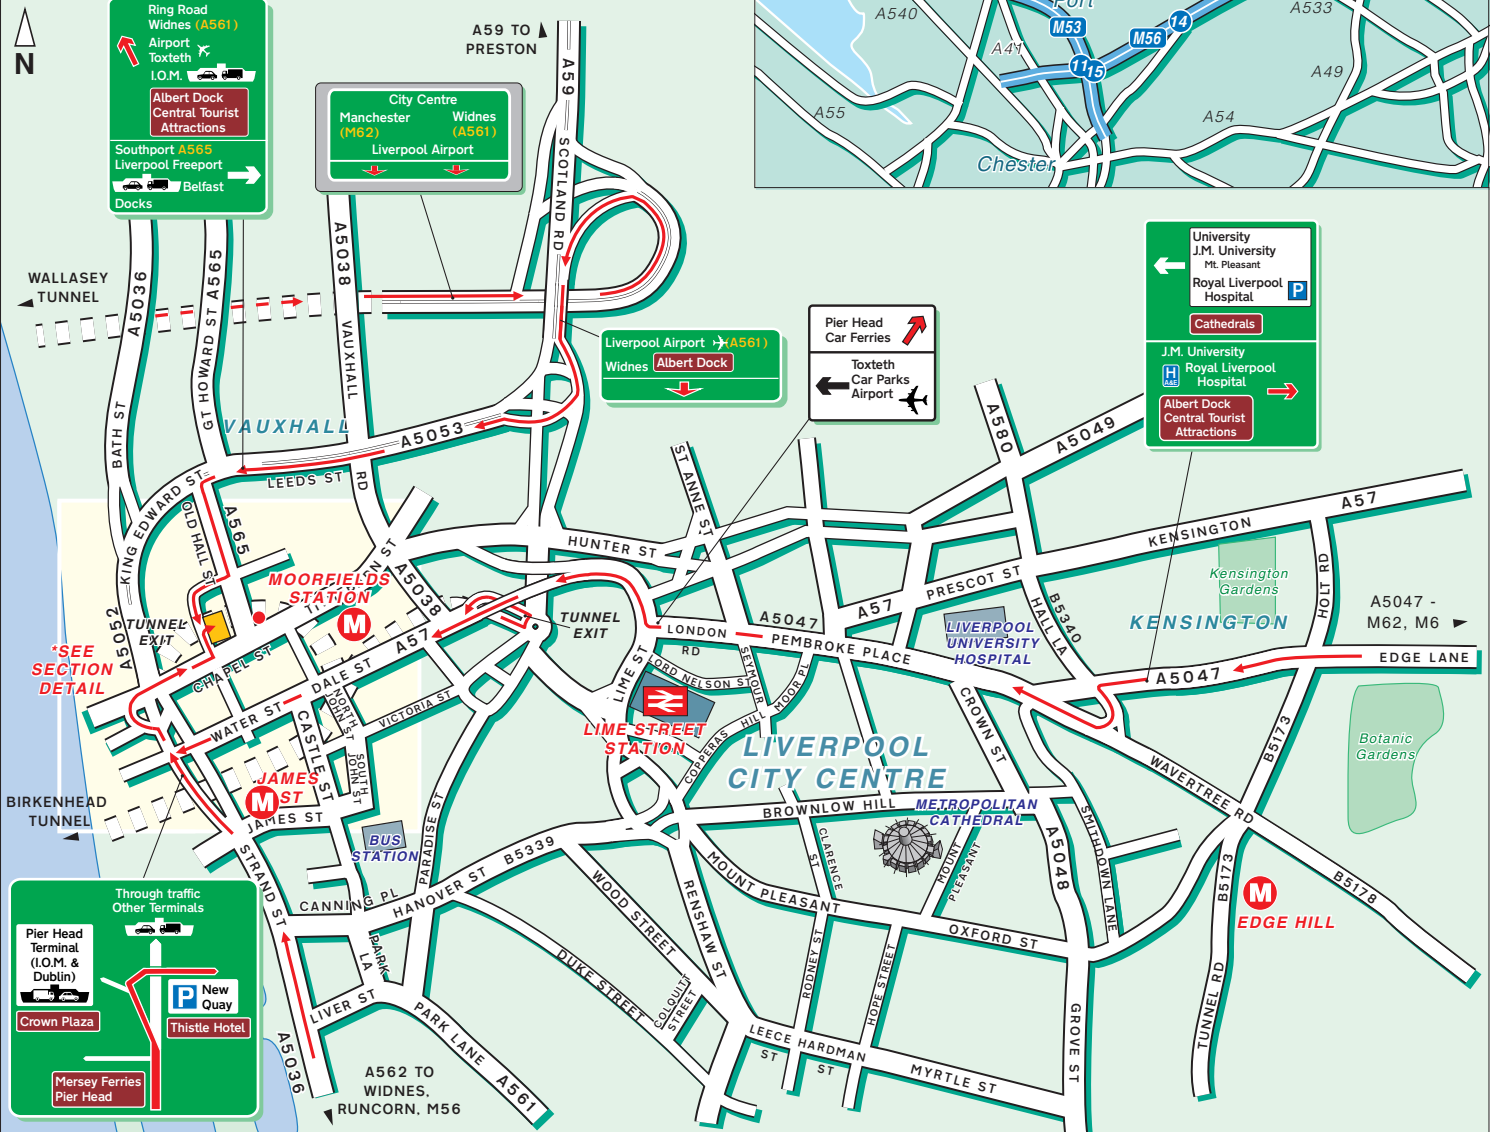 Ring Road
Widnes (A561)
Airport
Toxteth
I.O.M.
Albert Dock
Central Tourist
Attractions
Southport A565
Liverpool Freeport
Belfast
Docks
N
A59 TO
PRESTON
A59
SCOTLAND RD
City Centre
Manchester
(M62)
Widnes
(A561)
Liverpool Airport
A540
Port
M53
A41
M56
14
11
15
A533
A49
A54
A55
Chester
WALLASEY
TUNNEL
A5036
GT HOWARD ST A565
A5038
VAUXHALL
RD
BATH ST
VAUXHALL
A5053
LEEDS ST
Liverpool Airport (A561)
Widnes Albert Dock
Pier Head
Car Ferries
Toxteth
Car Parks
Airport
University
J.M. University
Mt. Pleasant
Royal Liverpool
Hospital
P
Cathedrals
J.M. University
H
A&E
Royal Liverpool
Hospital
Albert Dock
Central Tourist
Attractions
A580
A5049
ST ANNE ST
KENSINGTON
A57
KING EDWARD ST
OLD HALL ST
A565
HUNTER ST
MOORFIELDS
STATION
M
A5038
A5052
TUNNEL
EXIT
TUNNEL
EXIT
*SEE
SECTION
DETAIL
CHAPEL ST
DALE ST
A57
WATER ST
NORTH
JOHN ST
VICTORIA ST
CASTLE ST
SOUTH
JOHN ST
JAMES
ST
M
JAMES ST
BIRKENHEAD
TUNNEL
LONDON
RD
A5047
PEMBROKE PLACE
A57
PRESCOT ST
LIVERPOOL
UNIVERSITY
HOSPITAL
HALL LA
B5340
Kensington
Gardens
KENSINGTON
HOLT RD
A5047 -
M62, M6
EDGE LANE
A5047
LIME ST
LORD NELSON ST
SEYMOUR
MOOR PL
COPPERAS HILL
LIME STREET
STATION
LIVERPOOL
CITY CENTRE
CROWN ST
B5173
Botanic
Gardens
WAVERTREE RD
BROWNLOW HILL
METROPOLITAN
CATHEDRAL
BUS
STATION
PARADISE ST
B5339
HANOVER ST
CANNING PL
STRAND ST
PARK
LA
LIVER ST
PARK LANE
A561
A5036
A562 TO
WIDNES,
RUNCORN, M56
WOOD STREET
DUKE STREET
COLQUITT
STREET
RENSHAW ST
MOUNT PLEASANT
CLARENCE
ST
MOUNT
PLEASANT
RODNEY ST
HOPE STREET
OXFORD ST
A5048
SMITHDOWN LANE
B5173
M
EDGE HILL
B5178
TUNNEL RD
GROVE ST
LEECE
ST
HARDMAN
ST
MYRTLE ST
Through traffic
Other Terminals
Pier Head
Terminal
(I.O.M. &
Dublin)
Crown Plaza
P
New
Quay
Thistle Hotel
Mersey Ferries
Pier Head